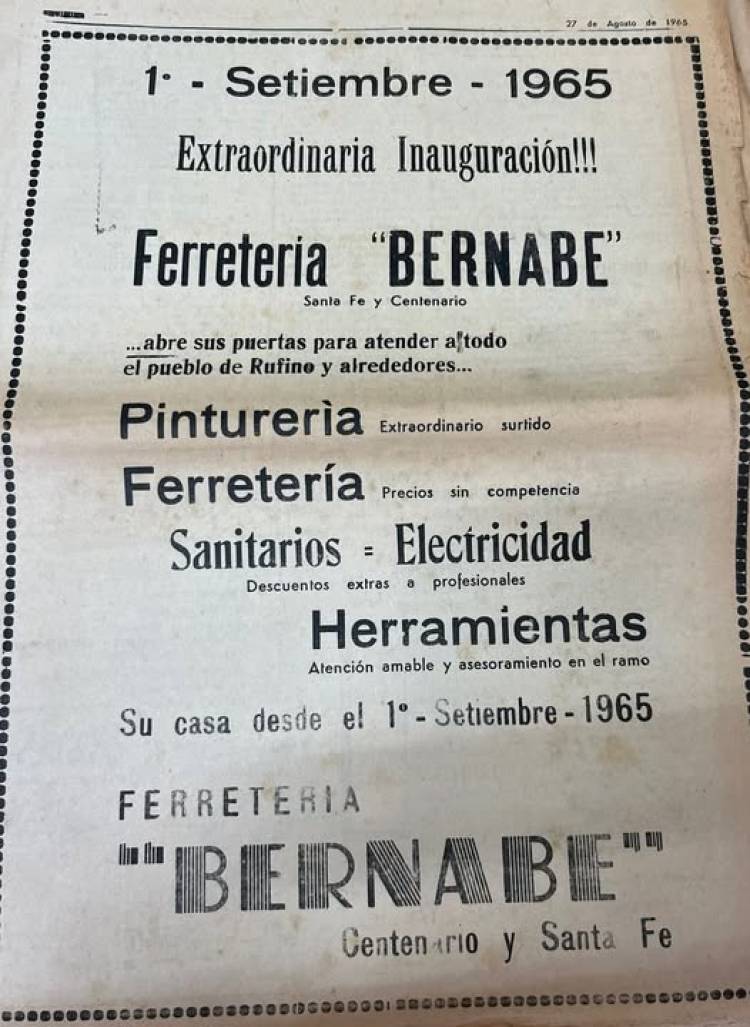 27 de Agosto de 1965
1° - Setiembre - 1965
Extraordinaria Inauguración!!!
Ferretería "BERNABE"
Santa Fe y Centenario
...abre sus puertas para atender a todo
el pueblo de Rufino y alrededores...
Pinturerìa Extraordinario surtido
Ferretería Precios sin competencia
Sanitarios = Electricidad
Descuentos extras a profesionales
Herramientas
Atención amable y asesoramiento en el ramo
Su casa desde el 1° - Setiembre - 1965
FERRETERIA
"BERNABE"
Centenario y Santa Fe